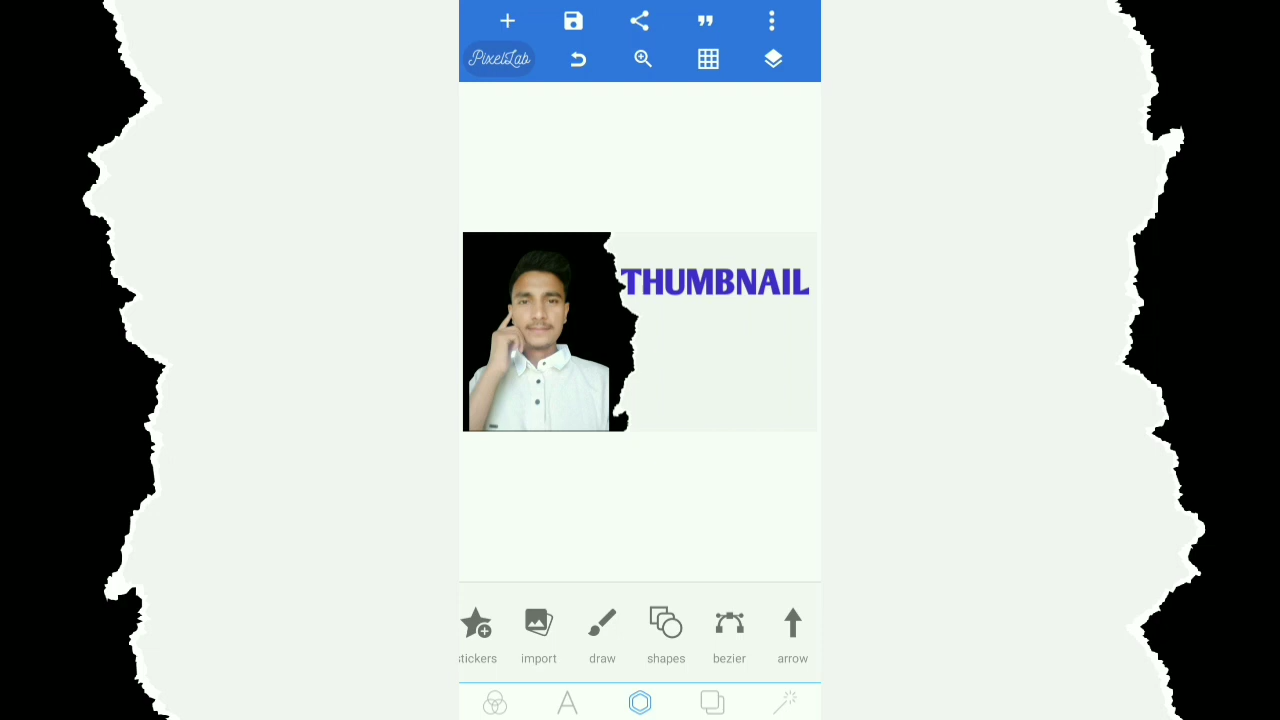 PixelLab
THUMBNAIL
stickers
import
draw
shapes
bezier
arrow